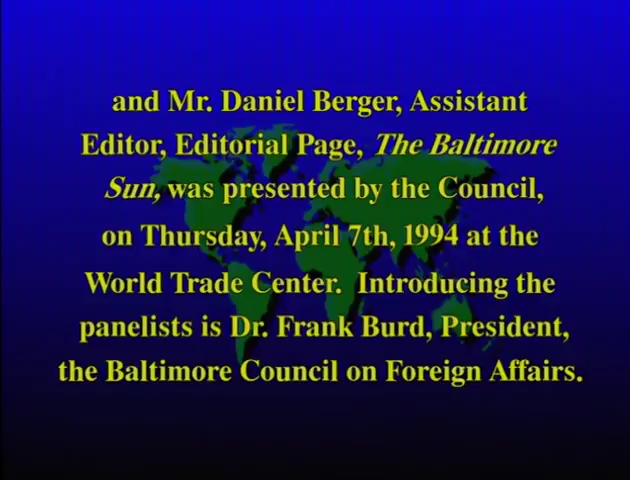 and Mr. Daniel Berger, Assistant
Editor, Editorial Page, The Baltimore
Sun, was presented by the Council,
on Thursday, April 7th, 1994 at the
World Trade Center.  Introducing the
panelists is Dr. Frank Burd, President,
the Baltimore Council on Foreign Affairs.